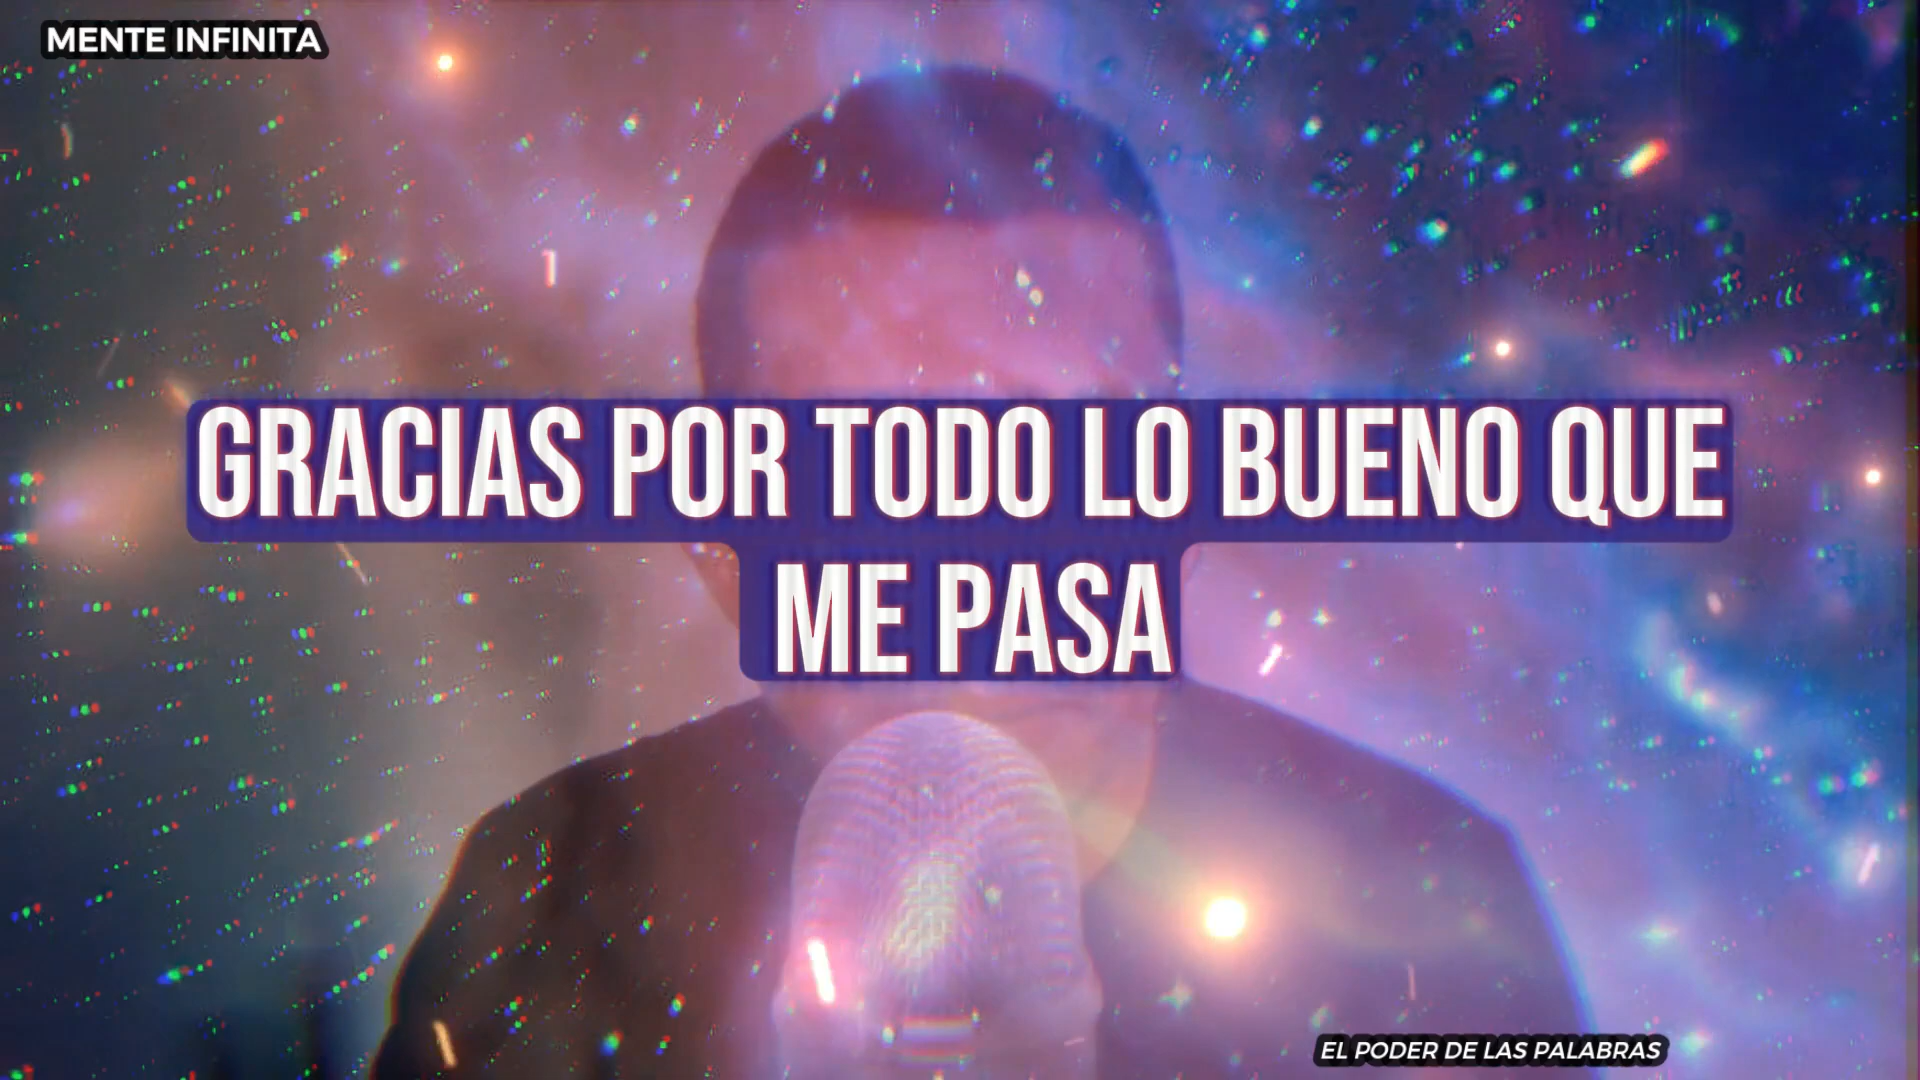 MENTE INFINITA
GRACIAS POR TODO LO BUENO QUE
ME PASA
EL PODER DE LAS PALABRAS